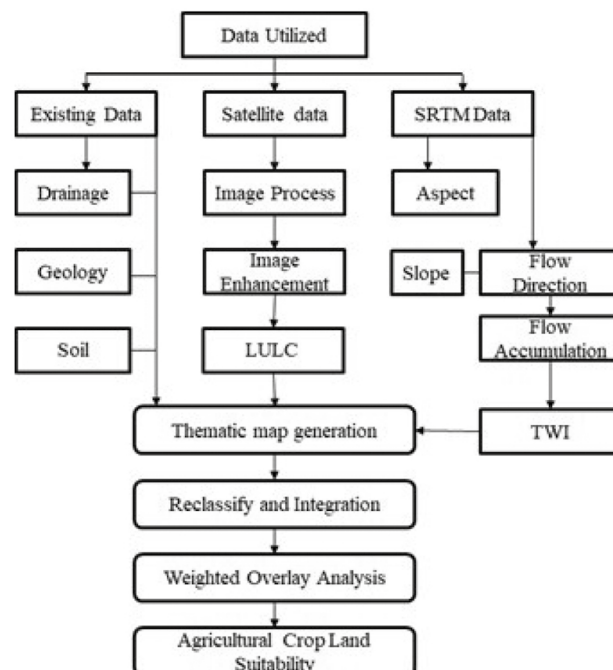 Data Utilized
Existing Data
Satellite data
SRTM Data
Drainage
Image Process
Aspect
Geology
Image
Enhancement
Slope
Flow
Direction
Soil
LULC
Flow
Accumulation
Thematic map generation
TWI
Reclassify and Integration
Weighted Overlay Analysis
Agricultural Crop Land
Suitability